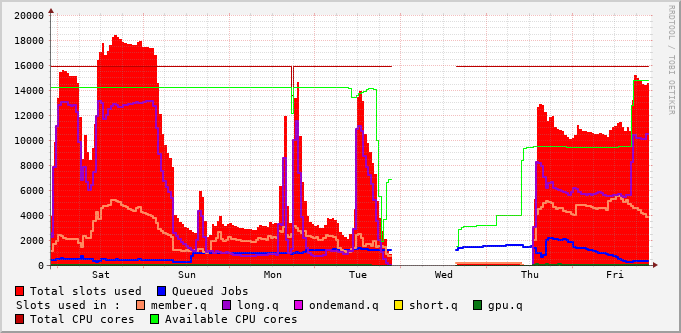 20000
18000
16000
14000
12000
10000
8000
6000
4000
2000
0
Sat Sun Mon Tue Wed Thu Fri
Total slots used Queued Jobs
Slots used in : member.q long.q ondemand.q short.q gpu.q
Total CPU cores Available CPU cores
RRDTOOL / TOBI OETIKER